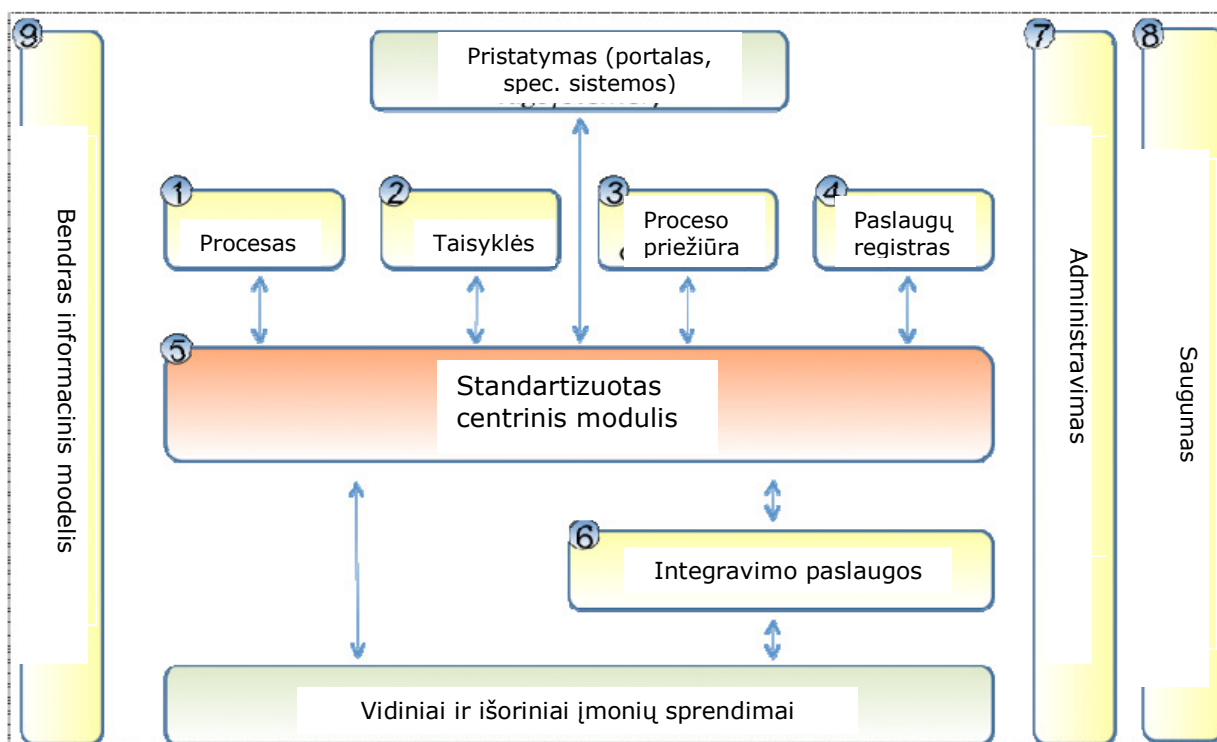 9
Bendras informacinis modelis
Pristatymas (portalas,
spec. sistemos)
7
Administravimas
8
Saugumas
1
Procesas
2
Taisyklės
3
Proceso
priežiūra
4
Paslaugų
registras
5
Standartizuotas
centrinis modulis
6
Integravimo paslaugos
Vidiniai ir išoriniai įmonių sprendimai